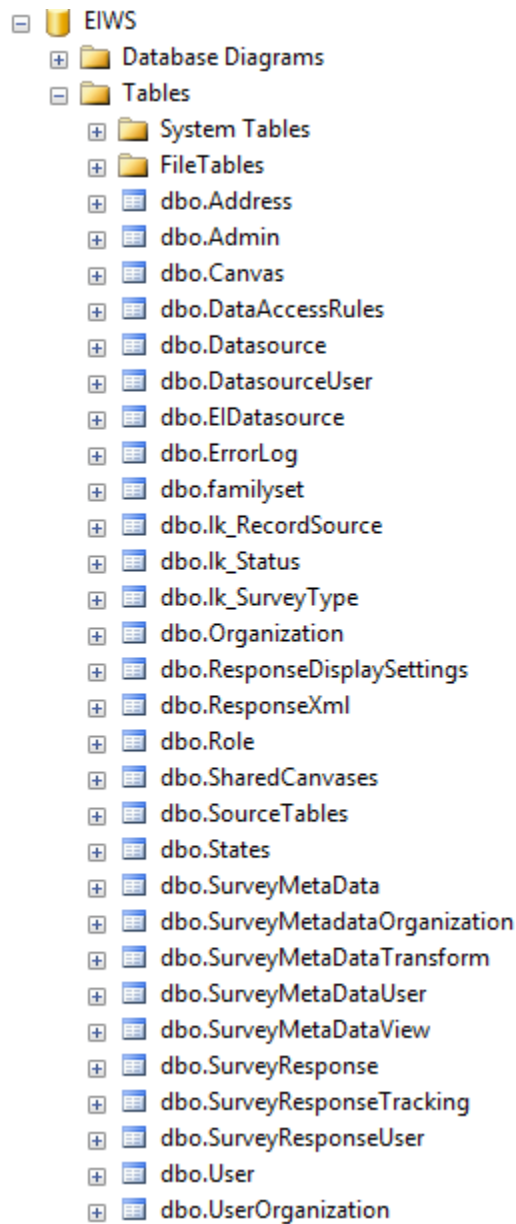 EIWS
Database Diagrams
Tables
System Tables
FileTables
dbo.Address
dbo.Admin
dbo.Canvas
dbo.DataAccessRules
dbo.Datasource
dbo.DatasourceUser
dbo.EIDatasource
dbo.ErrorLog
dbo.familyset
dbo.lk_RecordSource
dbo.lk_Status
dbo.lk_SurveyType
dbo.Organization
dbo.ResponseDisplaySettings
dbo.ResponseXml
dbo.Role
dbo.SharedCanvases
dbo.SourceTables
dbo.States
dbo.SurveyMetaData
dbo.SurveyMetadataOrganization
dbo.SurveyMetaDataTransform
dbo.SurveyMetaDataUser
dbo.SurveyMetaDataView
dbo.SurveyResponse
dbo.SurveyResponseTracking
dbo.SurveyResponseUser
dbo.User
dbo.UserOrganization